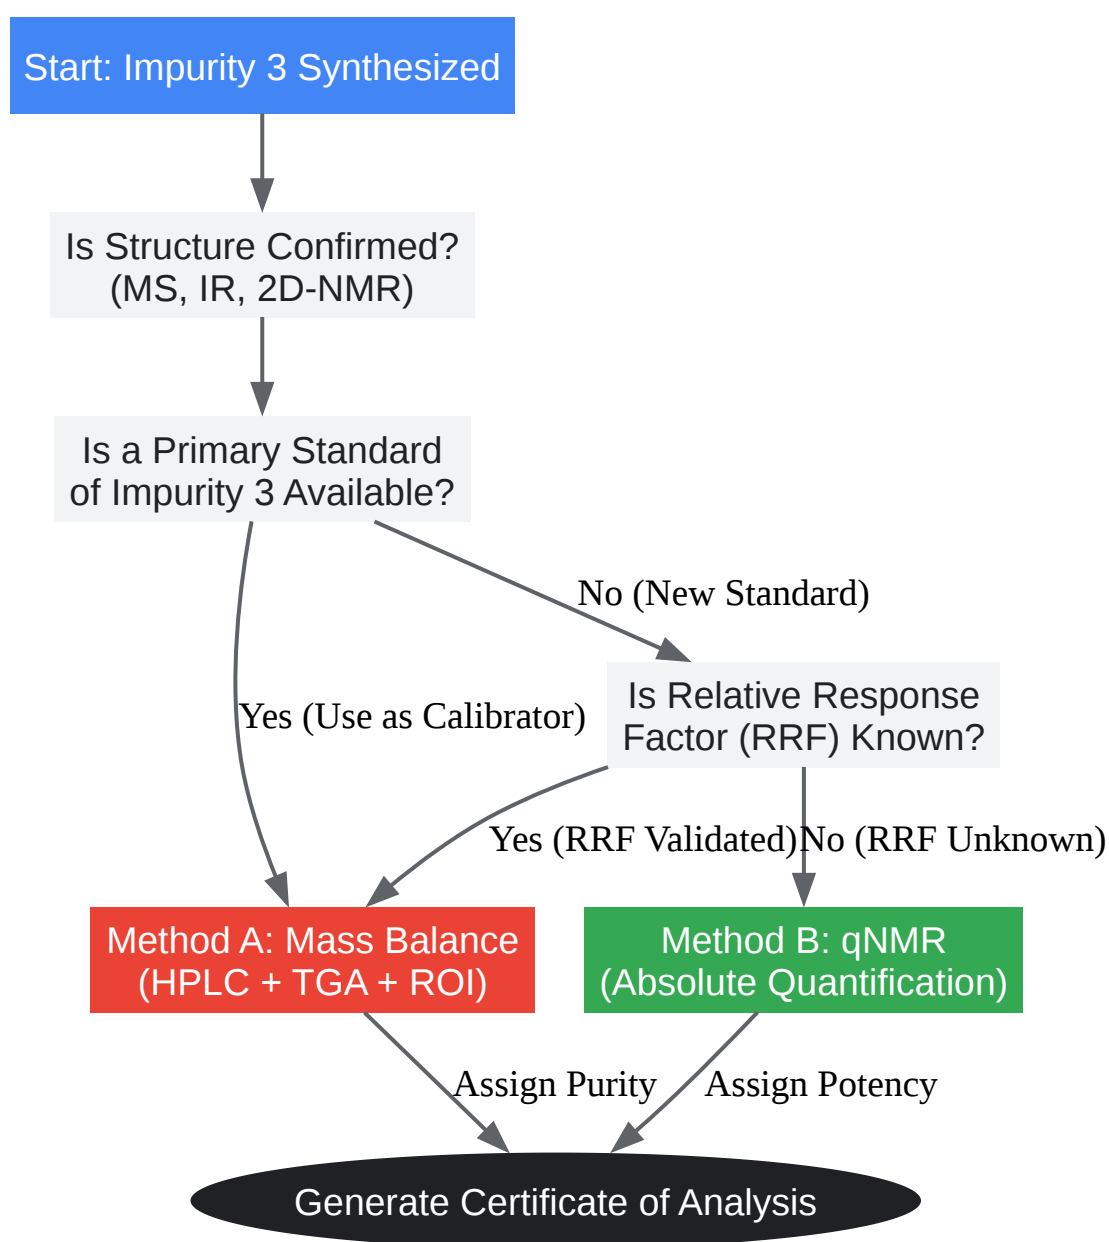 Start: Impurity 3 Synthesized
Is Structure Confirmed?
(MS, IR, 2D-NMR)
Is a Primary Standard
of Impurity 3 Available?
No (New Standard)
Is Relative Response
Factor (RRF) Known?
Yes (Use as Calibrator)
Yes (RRF Validated)
No (RRF Unknown)
Method A: Mass Balance
(HPLC + TGA + ROI)
Method B: qNMR
(Absolute Quantification)
Assign Purity
Assign Potency
Generate Certificate of Analysis